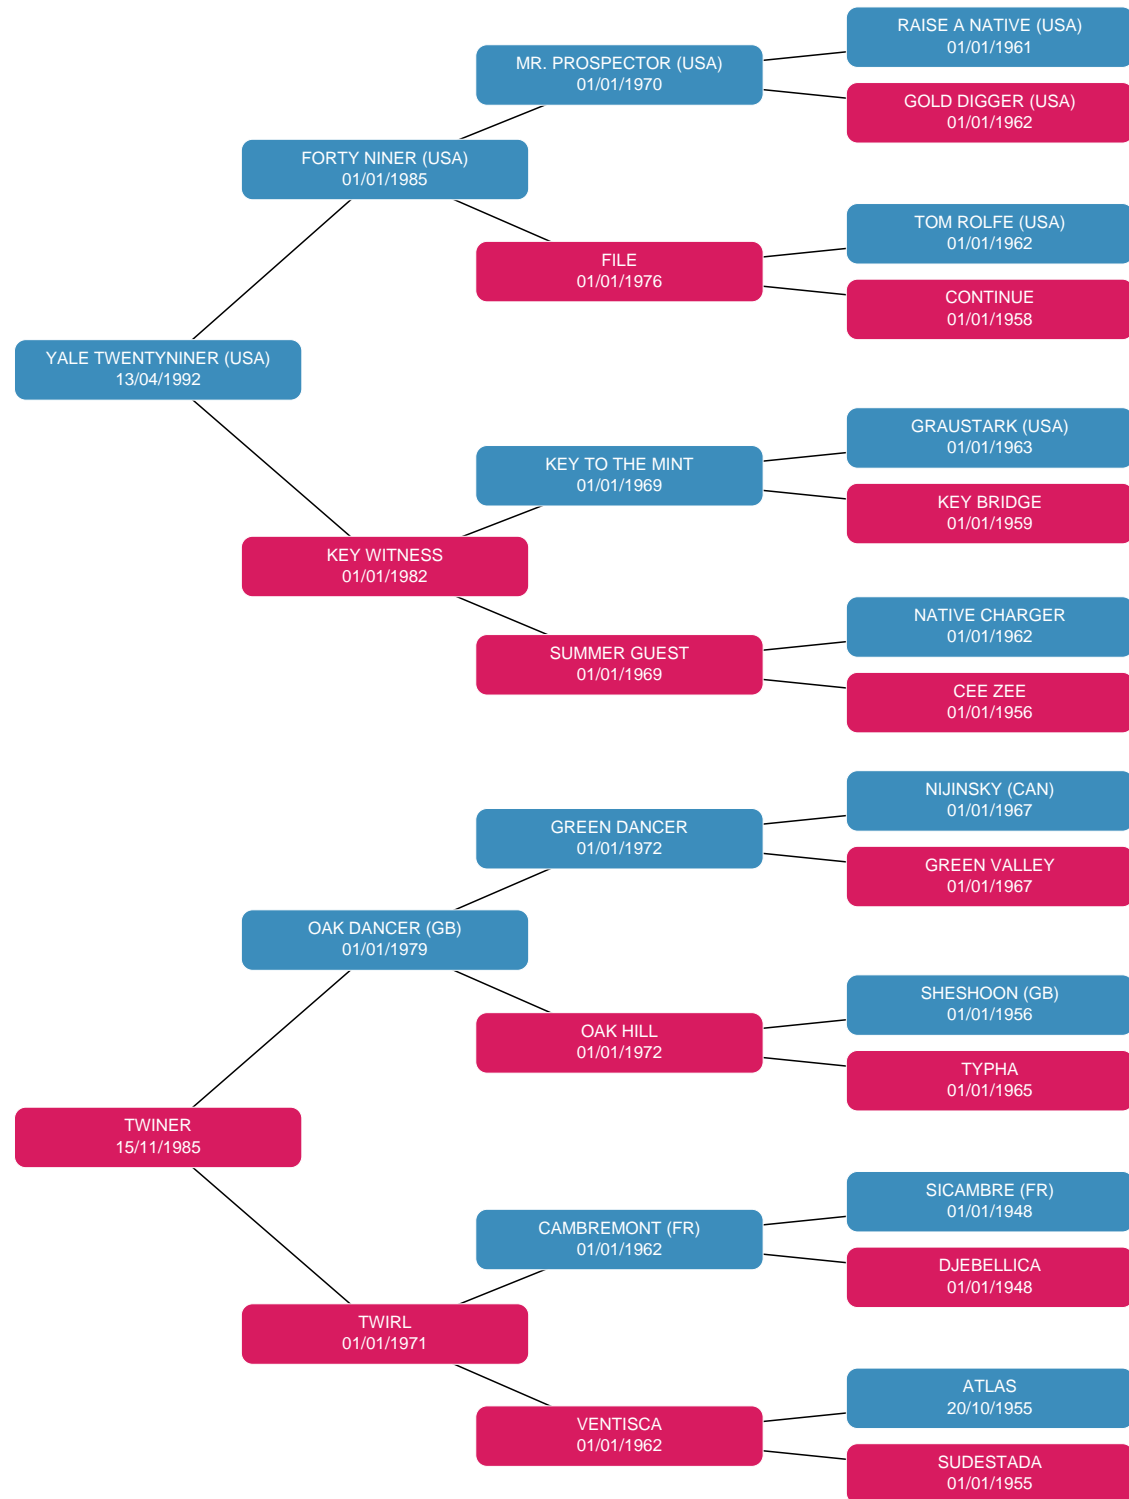 RAISE A NATIVE (USA)
01/01/1961
MR. PROSPECTOR (USA)
01/01/1970
GOLD DIGGER (USA)
01/01/1962
FORTY NINER (USA)
01/01/1985
TOM ROLFE (USA)
01/01/1962
FILE
01/01/1976
CONTINUE
01/01/1958
YALE TWENTYNINER (USA)
13/04/1992
GRAUSTARK (USA)
01/01/1963
KEY TO THE MINT
01/01/1969
KEY BRIDGE
01/01/1959
KEY WITNESS
01/01/1982
NATIVE CHARGER
01/01/1962
SUMMER GUEST
01/01/1969
CEE ZEE
01/01/1956
NIJINSKY (CAN)
01/01/1967
GREEN DANCER
01/01/1972
GREEN VALLEY
01/01/1967
OAK DANCER (GB)
01/01/1979
SHESHOON (GB)
01/01/1956
OAK HILL
01/01/1972
TYPHA
01/01/1965
TWINER
15/11/1985
SICAMBRE (FR)
01/01/1948
CAMBREMONT (FR)
01/01/1962
DJEBELLICA
01/01/1948
TWIRL
01/01/1971
ATLAS
20/10/1955
VENTISCA
01/01/1962
SUDESTADA
01/01/1955